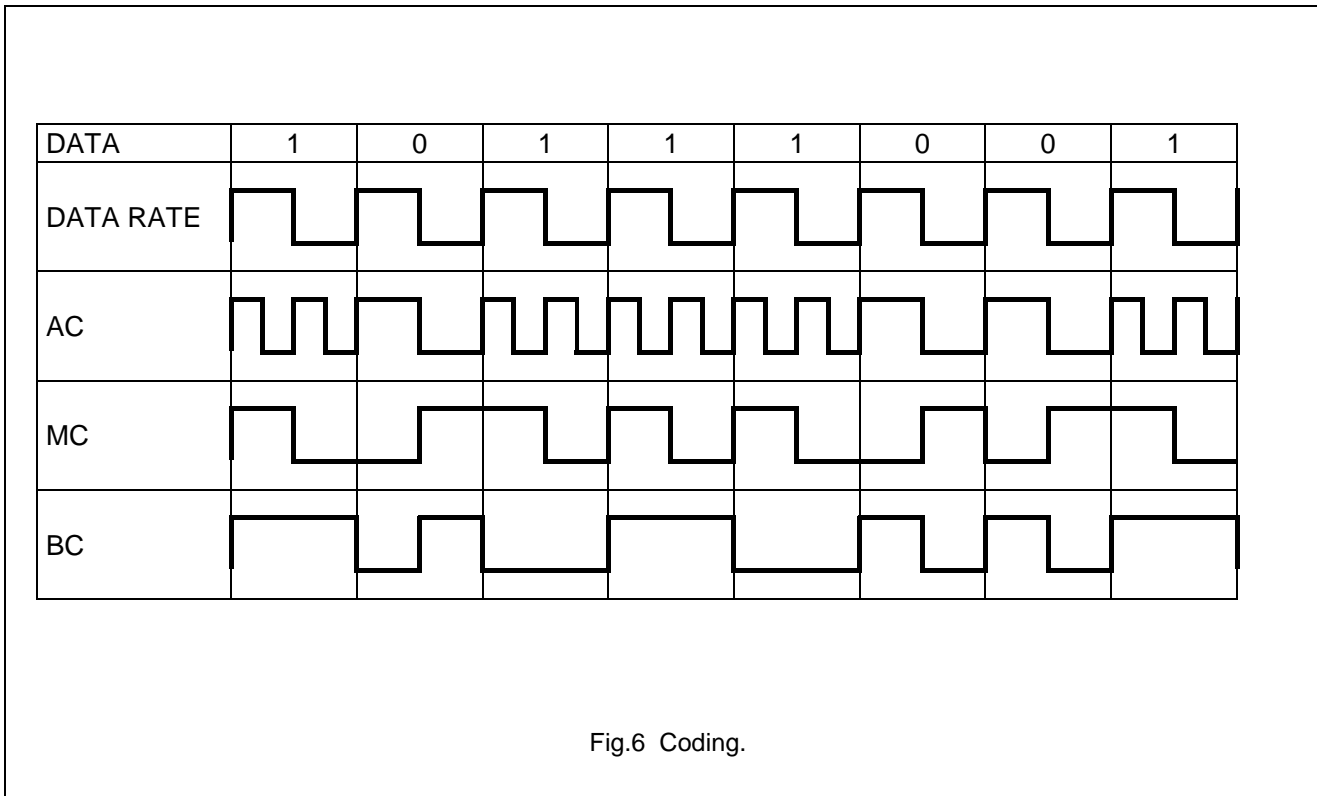 DATA 1 0 1 1 1 0 0 1
DATA RATE
AC
MC
BC
Fig.6 Coding.